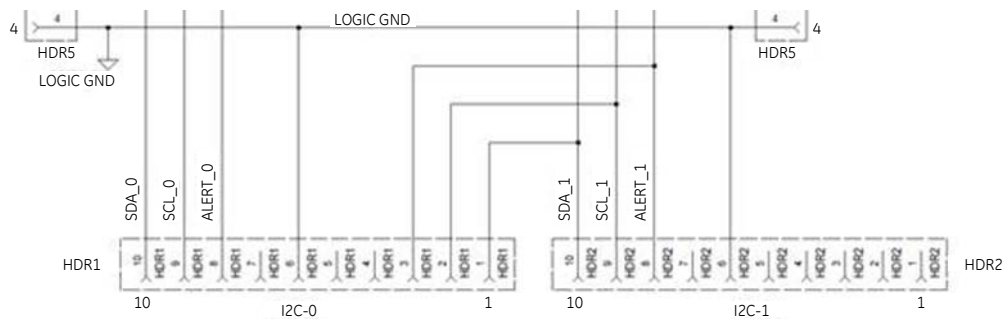 4
4
LOGIC GND
4
4
HDR5
HDR5
LOGIC GND
SDA_0
SCL_0
ALERT_0
SDA_1
SCL_1
ALERT_1
HDR1
10 HDR1
9 HDR1
8 HDR1
7 HDR1
6 HDR1
5 HDR1
4 HDR1
3 HDR1
2 HDR1
1 HDR1
10 HDR2
9 HDR2
8 HDR2
7 HDR2
6 HDR2
5 HDR2
4 HDR2
3 HDR2
2 HDR2
1 HDR2
HDR2
10
I2C-0
1
10
I2C-1
1